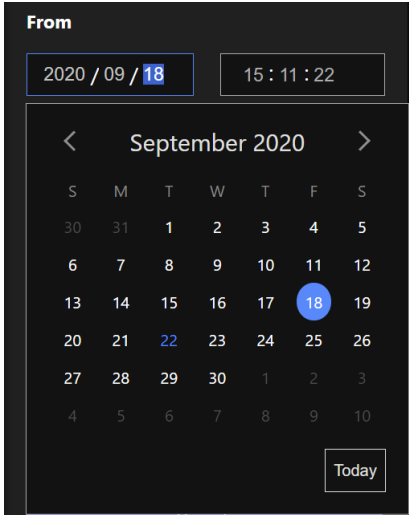 From
2020 / 09 / 18 15 : 11 : 22
September 2020
S M T W T F S
30 31 1 2 3 4 5
6 7 8 9 10 11 12
13 14 15 16 17 18 19
20 21 22 23 24 25 26
27 28 29 30 1 2 3
4 5 6 7 8 9 10
Today